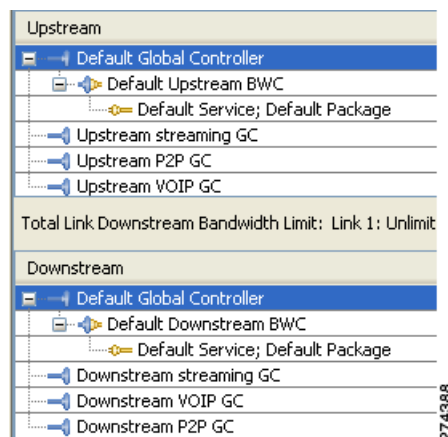 Upstream
Default Global Controller
Default Upstream BWC
Default Service; Default Package
Upstream streaming GC
Upstream P2P GC
Upstream VOIP GC
Total Link Downstream Bandwidth Limit: Link 1: Unlimit
Downstream
Default Global Controller
Default Downstream BWC
Default Service; Default Package
Downstream streaming GC
Downstream VOIP GC
Downstream P2P GC
274388